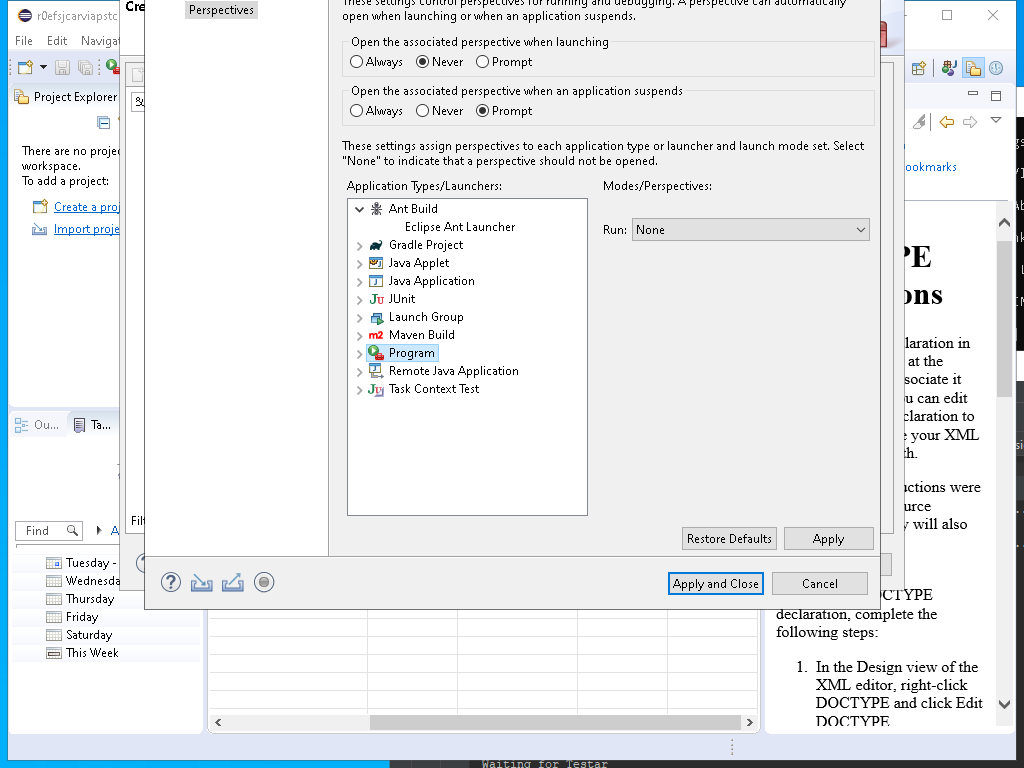 r0efsjcarviapstc
Cre
Perspectives
These settings control perspectives for running and debugging. A perspective can automatically
open when launching or when an application suspends.
File Edit Naviga
Open the associated perspective when launching
Always Never Prompt
Project Explorer
Open the associated perspective when an application suspends
Always Never Prompt
There are no proje
workspace.
To add a project:
Create a proj
Import proje
These settings assign perspectives to each application type or launcher and launch mode set. Select
"None" to indicate that a perspective should not be opened.
Application Types/Launchers:
Modes/Perspectives:
Ant Build
Eclipse Ant Launcher
Gradle Project
Java Applet
Java Application
JUnit
Launch Group
Maven Build
Program
Remote Java Application
Task Context Test
Run: None
ookmarks
PE
ons
laration in
at the
sociate it
u can edit
claration to
e your XML
th.
uctions were
urce
y will also
Ou... Ta...
Find
Filt
Restore Defaults Apply
Apply and Close Cancel
Tuesday -
Wednesda
Thursday
Friday
Saturday
This Week
OCTYPE
declaration, complete the
following steps:
1. In the Design view of the
XML editor, right-click
DOCTYPE and click Edit
DOCTYPE
Waiting for Testar